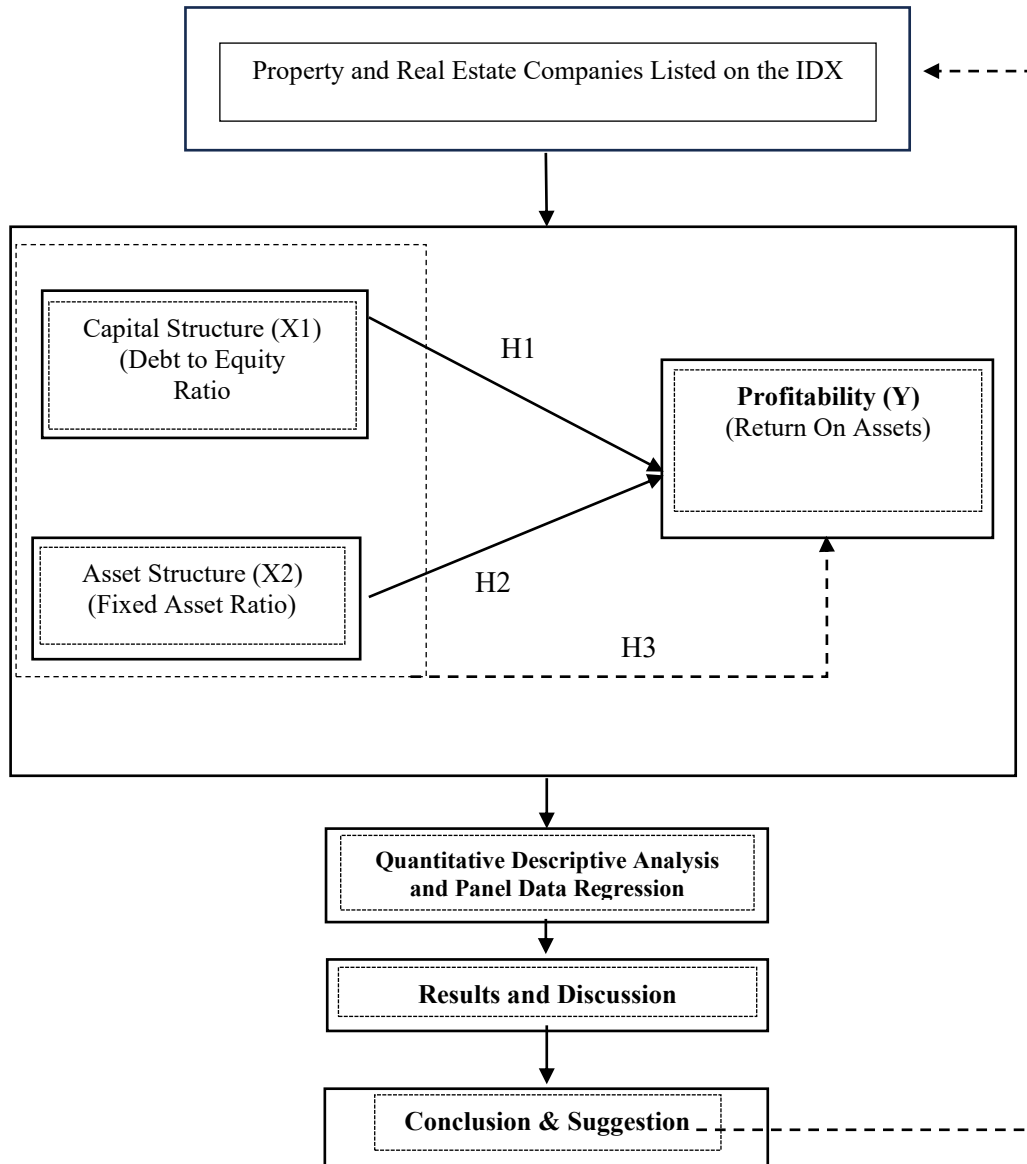 Property and Real Estate Companies Listed on the IDX
Capital Structure (X1)
(Debt to Equity
Ratio
H1
Profitability (Y)
(Return On Assets)
Asset Structure (X2)
(Fixed Asset Ratio)
H2
H3
Quantitative Descriptive Analysis
and Panel Data Regression
Results and Discussion
Conclusion & Suggestion